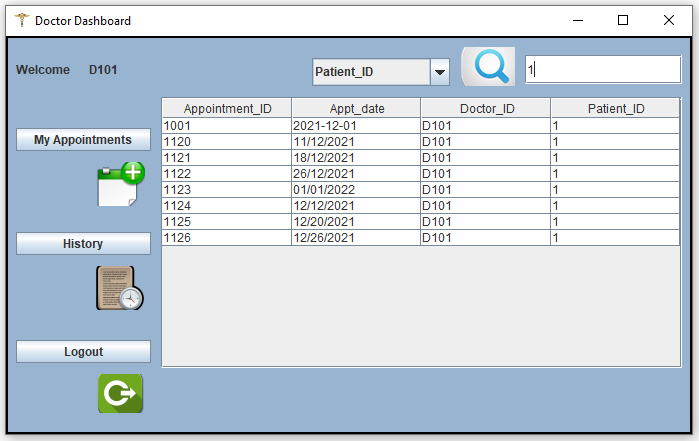 Doctor Dashboard
Welcome D101
Patient_ID
1
My Appointments
History
Logout
Appointment_ID Appt_date Doctor_ID Patient_ID
1001 2021-12-01 D101 1
1120 11/12/2021 D101 1
1121 18/12/2021 D101 1
1122 26/12/2021 D101 1
1123 01/01/2022 D101 1
1124 12/12/2021 D101 1
1125 12/20/2021 D101 1
1126 12/26/2021 D101 1